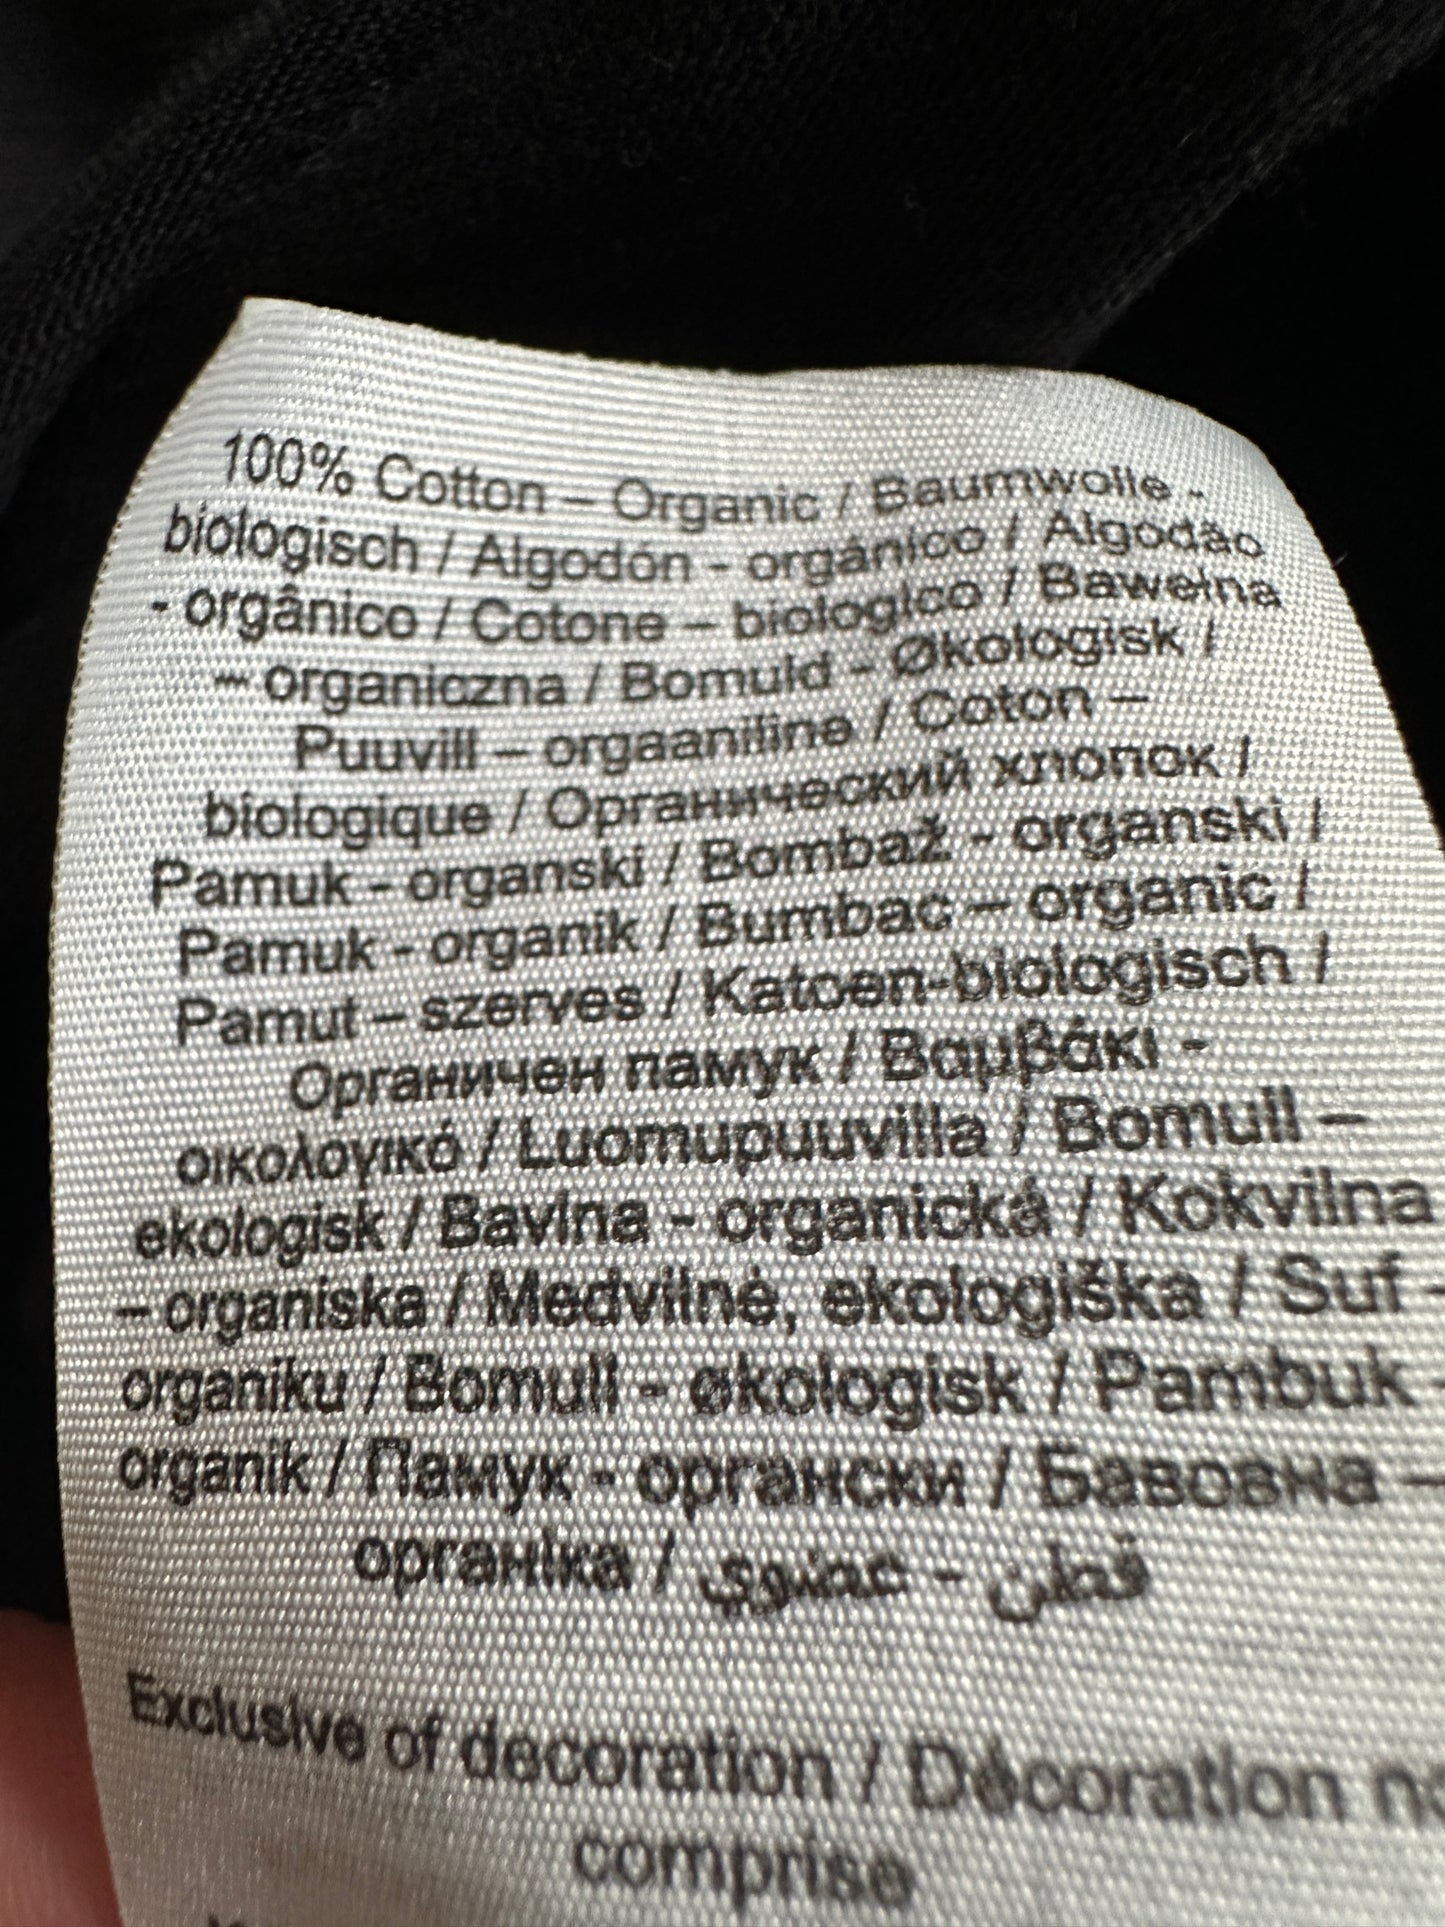 100% Cotton – Organic / Baumwolle -
biologisch / Algodón - orgánico / Algodão
- orgânico / Cotone – biologico / Bawełna
– organiczna / Bomuld - Økologisk /
Puuvill – orgaaniline / Coton –
biologique / Органический хлопок /
Pamuk - organski / Bombaž - organski /
Pamuk - organik / Bumbac – organic /
Pamut – szerves / Katoen-biologisch /
Органичен памук / Βαμβάκι -
οικολογικό / Luomupuuvilla / Bomull –
ekologisk / Bavlna - organická / Kokvilna
– organiska / Medvilnė, ekologiška / Suf -
organiku / Bomull - økologisk / Pambuk -
organik / Памук - органски / Бавовна –
органіка / قطن - عضوي
Exclusive of decoration / Décoration
comprise